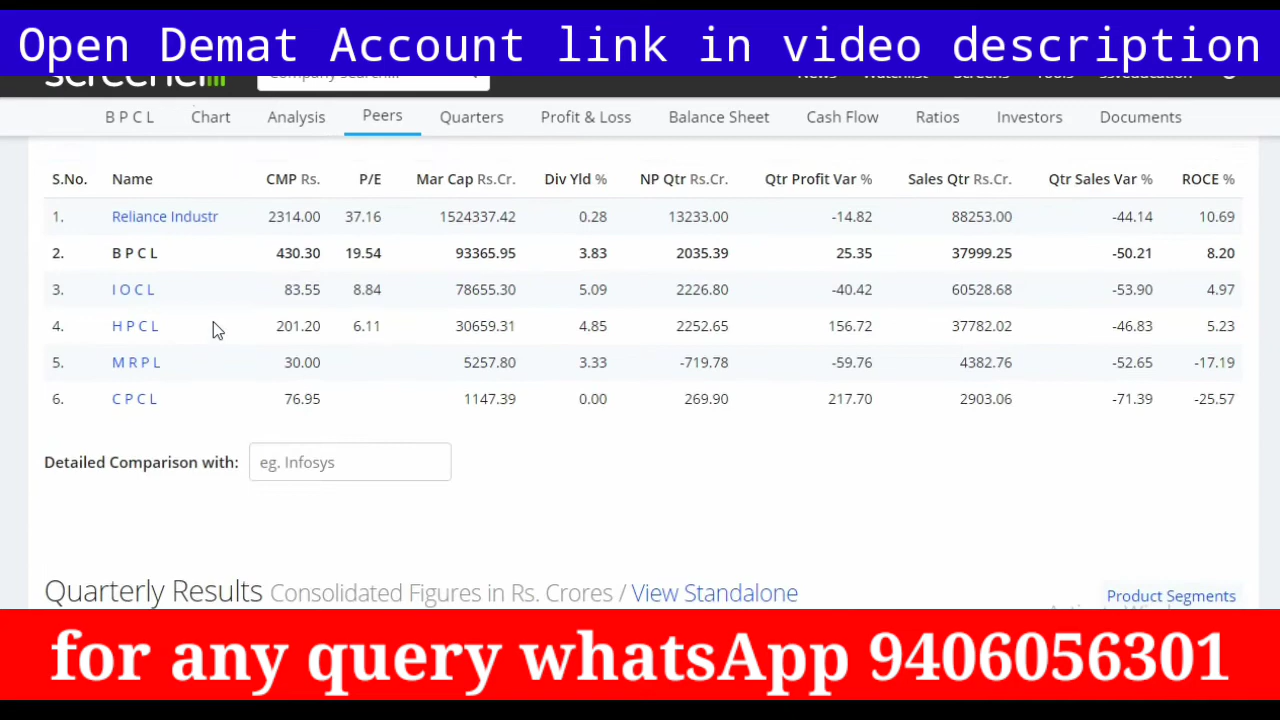 Open Demat Account link in video description
screener
Company search...
News Watchlist Screens Tools
B P C L Chart Analysis Peers Quarters Profit & Loss Balance Sheet Cash Flow Ratios Investors Documents
S.No. Name CMP Rs. P/E Mar Cap Rs.Cr. Div Yld % NP Qtr Rs.Cr. Qtr Profit Var % Sales Qtr Rs.Cr. Qtr Sales Var % ROCE %
1. Reliance Industr 2314.00 37.16 1524337.42 0.28 13233.00 -14.82 88253.00 -44.14 10.69
2. B P C L 430.30 19.54 93365.95 3.83 2035.39 25.35 37999.25 -50.21 8.20
3. I O C L 83.55 8.84 78655.30 5.09 2226.80 -40.42 60528.68 -53.90 4.97
4. H P C L 201.20 6.11 30659.31 4.85 2252.65 156.72 37782.02 -46.83 5.23
5. M R P L 30.00 5257.80 3.33 -719.78 -59.76 4382.76 -52.65 -17.19
6. C P C L 76.95 1147.39 0.00 269.90 217.70 2903.06 -71.39 -25.57
Detailed Comparison with: eg. Infosys
Quarterly Results Consolidated Figures in Rs. Crores / View Standalone
Product Segments
for any query whatsApp 9406056301